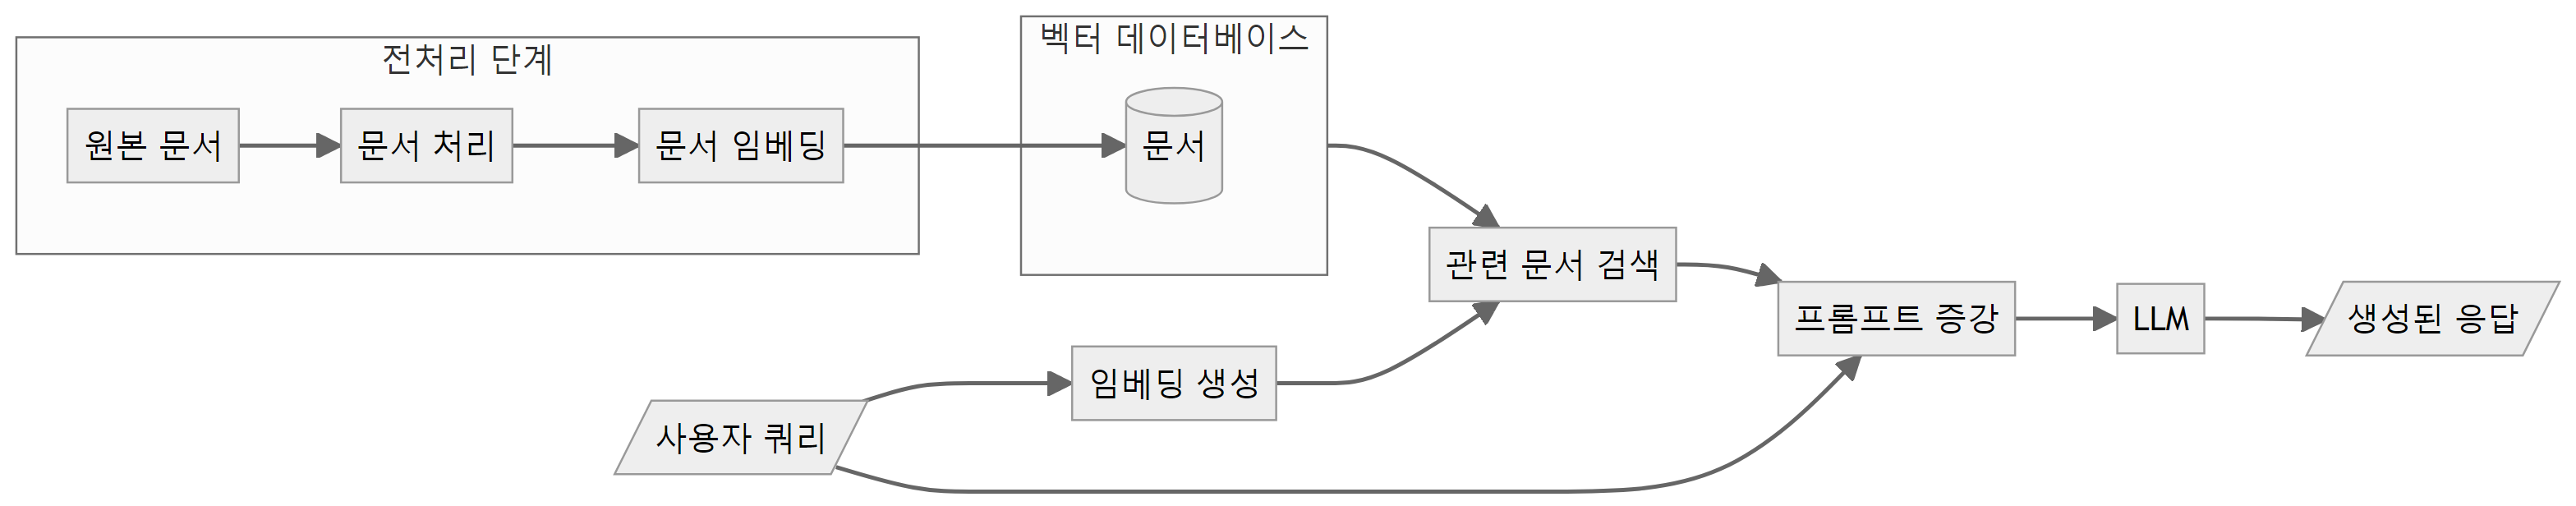 전처리 단계
원본 문서
문서 처리
문서 임베딩
벡터 데이터베이스
문서
사용자 쿼리
임베딩 생성
관련 문서 검색
프롬프트 증강
LLM
생성된 응답